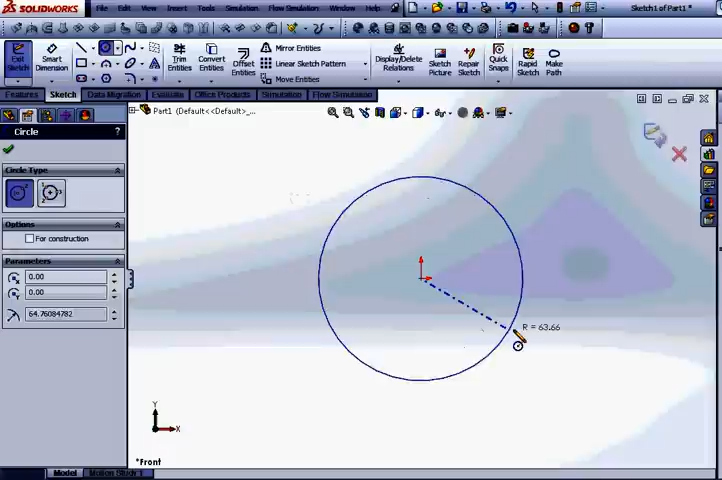 SOLIDWORKS File Edit View Insert Tools Simulation Flow Simulation Window Help Sketch1 of Part1 *
Exit Sketch
Smart Dimension
Trim Entities
Convert Entities
Offset Entities
Mirror Entities
Linear Sketch Pattern
Move Entities
Display/Delete Relations
Sketch Picture
Repair Sketch
Quick Snaps
Rapid Sketch
Make Path
Features Sketch Data Migration Evaluate Office Products Simulation Flow Simulation
Part1 (Default<<Default>_...
Circle ?
Circle Type
Options
For construction
Parameters
0.00
0.00
64.76084782
R = 63.66
Y
X
*Front
Model Motion Study 1